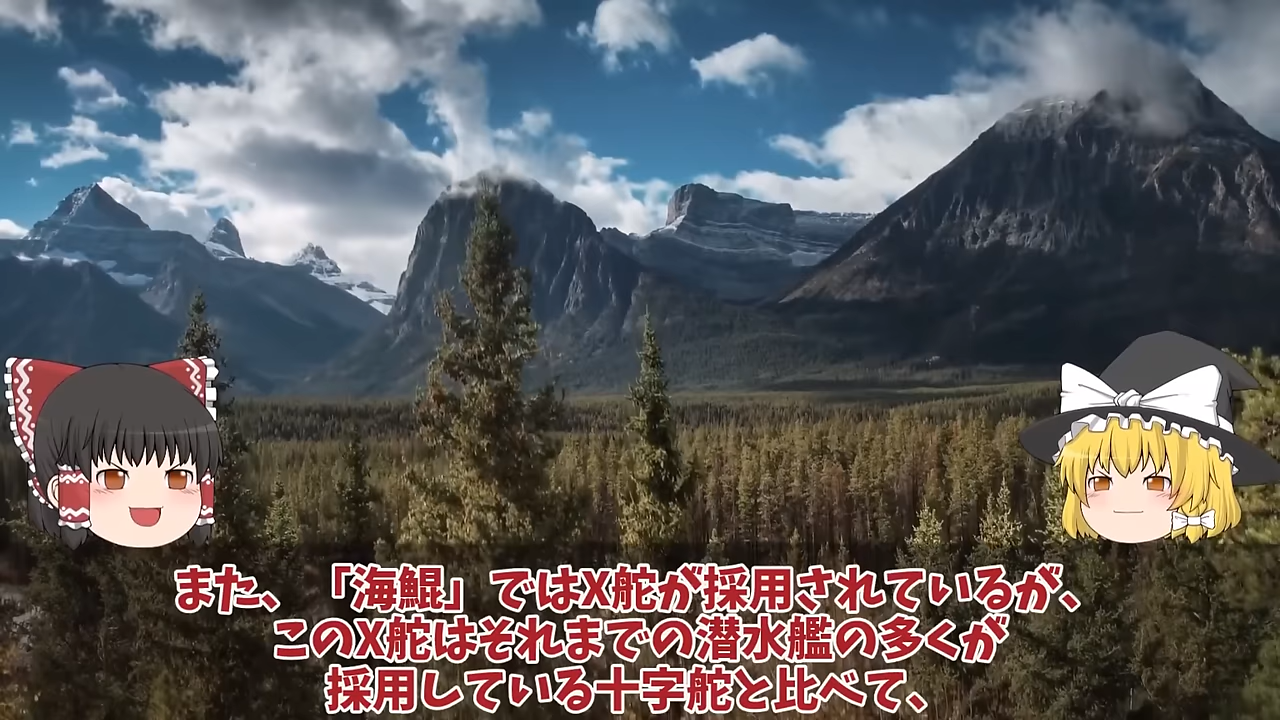 また、「海鯤」ではX舵が採用されているが、
このX舵はそれまでの潜水艦の多くが
採用している十字舵と比べて、